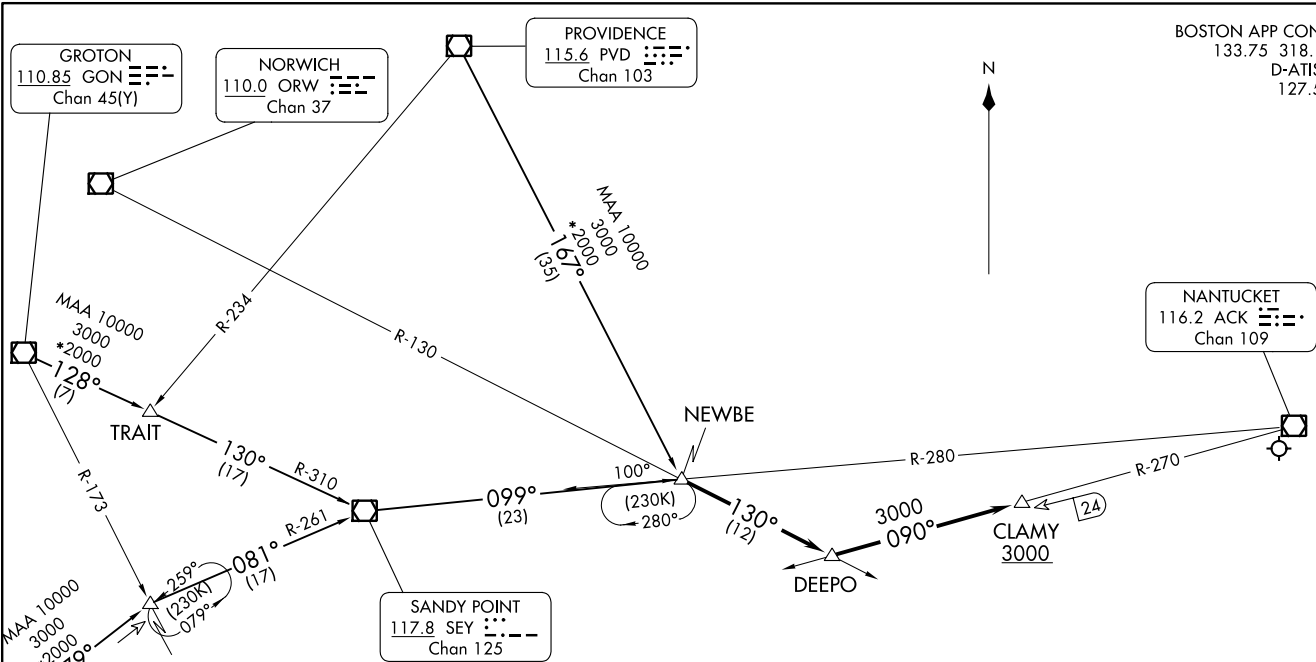 BOSTON APP CON
133.75 318.
D-ATIS
127.5
GROTON
110.85 GON
Chan 45(Y)
NORWICH
110.0 ORW
Chan 37
PROVIDENCE
115.6 PVD
Chan 103
N
MAA 10000
3000
*2000
167°
(35)
R-234
R-130
NANTUCKET
116.2 ACK
Chan 109
MAA 10000
3000
*2000
128°
(7)
TRAIT
130°
(17)
R-310
NEWBE
R-280
R-270
24
R-173
R-261
081°
(17)
099°
(23)
100°
(230K)
280°
130°
(12)
3000
090°
CLAMY
3000
DEEPO
259°
(230K)
079°
SANDY POINT
117.8 SEY
Chan 125
MAA 10000
3000